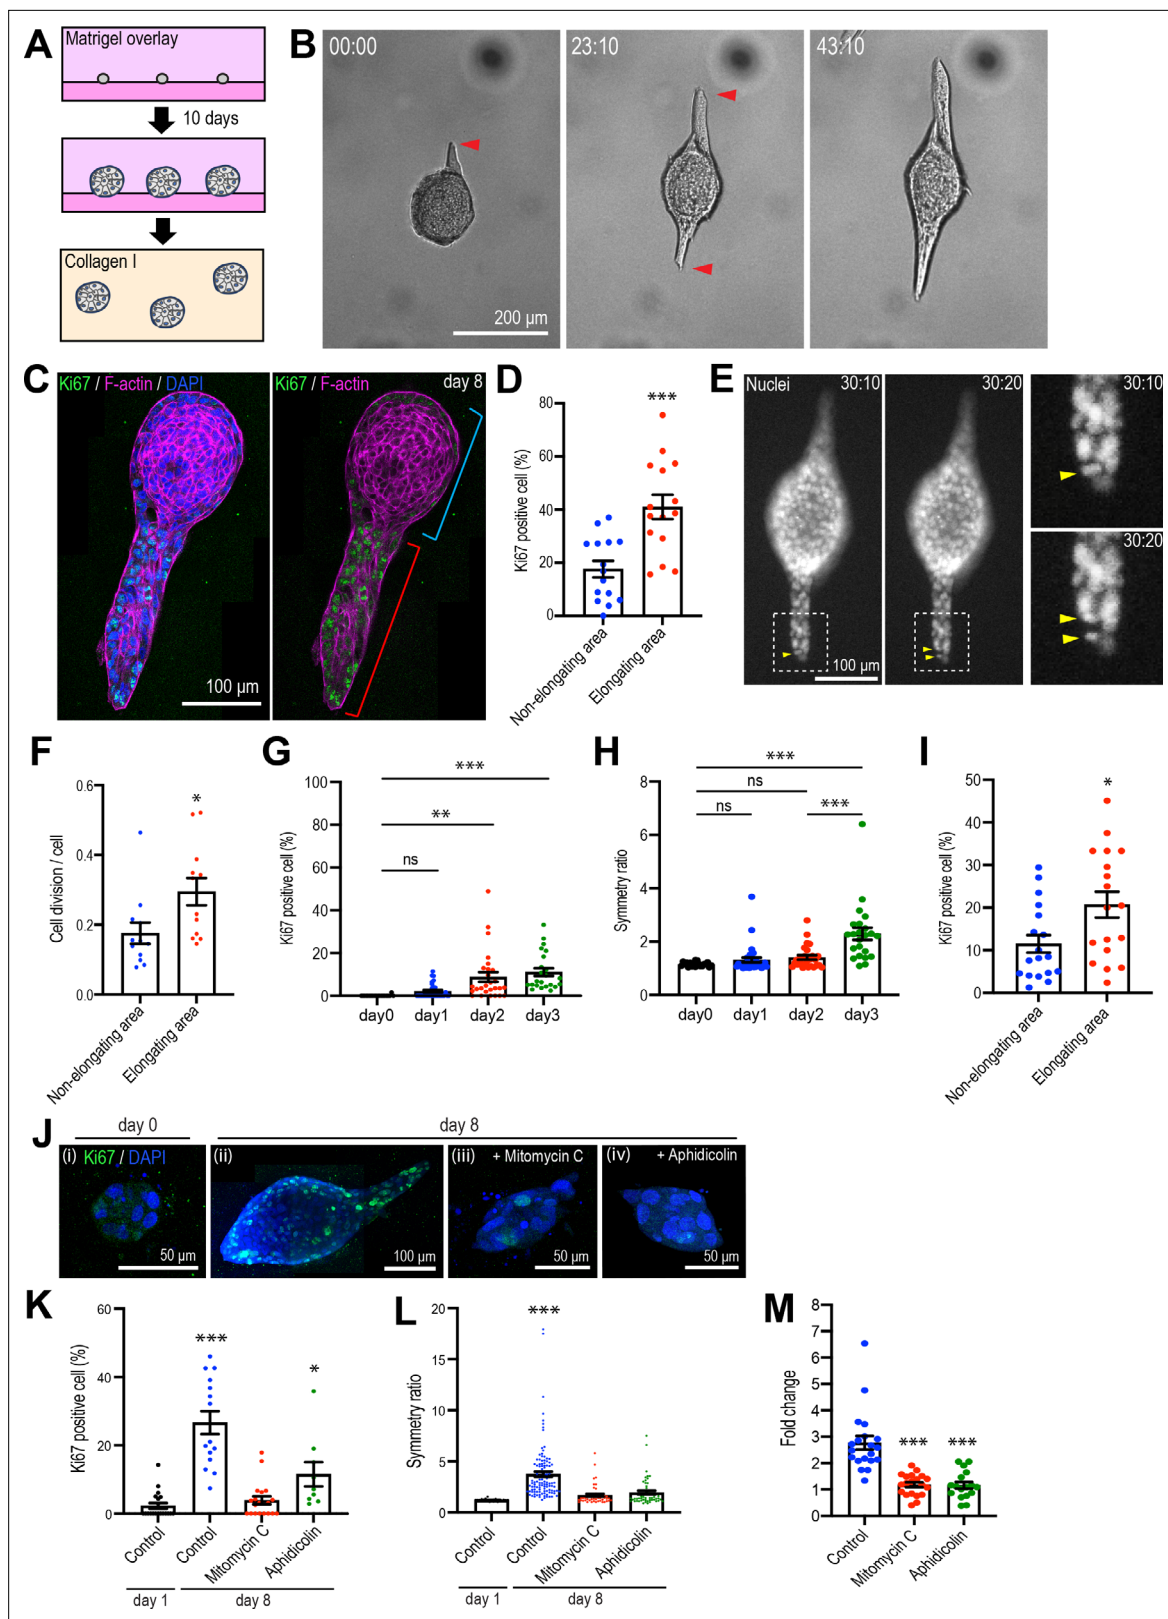 A
Matrigel overlay
10 days
Collagen I
B
00:00
23:10
43:10
200 µm
C
Ki67 / F-actin / DAPI
Ki67 / F-actin
day 8
100 µm
D
***
Ki67 positive cell (%)
80
60
40
20
0
Non-elongating area
Elongating area
E
Nuclei
30:10
30:20
30:10
30:20
100 µm
F
*
Cell division / cell
0.6
0.4
0.2
0.0
Non-elongating area
Elongating area
G
***
**
ns
Ki67 positive cell (%)
100
80
60
40
20
0
day0
day1
day2
day3
H
***
ns
ns
***
Symmetry ratio
8
6
4
2
0
day0
day1
day2
day3
I
*
Ki67 positive cell (%)
50
40
30
20
10
0
Non-elongating area
Elongating area
J
day 0
day 8
(i)
Ki67 / DAPI
50 µm
(ii)
100 µm
(iii)
+ Mitomycin C
50 µm
(iv)
+ Aphidicolin
50 µm
K
***
*
Ki67 positive cell (%)
60
40
20
0
Control
Control
Mitomycin C
Aphidicolin
day 1
day 8
L
***
Symmetry ratio
20
15
10
5
0
Control
Control
Mitomycin C
Aphidicolin
day 1
day 8
M
***
***
Fold change
8
7
6
5
4
3
2
1
0
Control
Mitomycin C
Aphidicolin